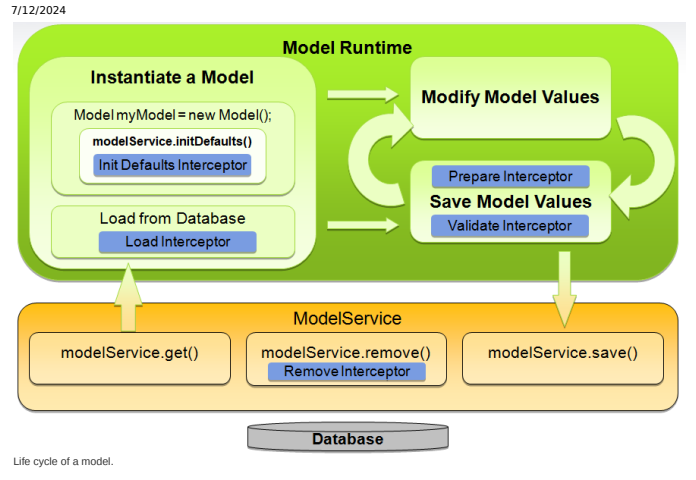 7/12/2024
Model Runtime
Instantiate a Model
Model myModel = new Model();
modelService.initDefaults()
Init Defaults Interceptor
Load from Database
Load Interceptor
Modify Model Values
Prepare Interceptor
Save Model Values
Validate Interceptor
ModelService
modelService.get()
modelService.remove()
Remove Interceptor
modelService.save()
Database
Life cycle of a model.